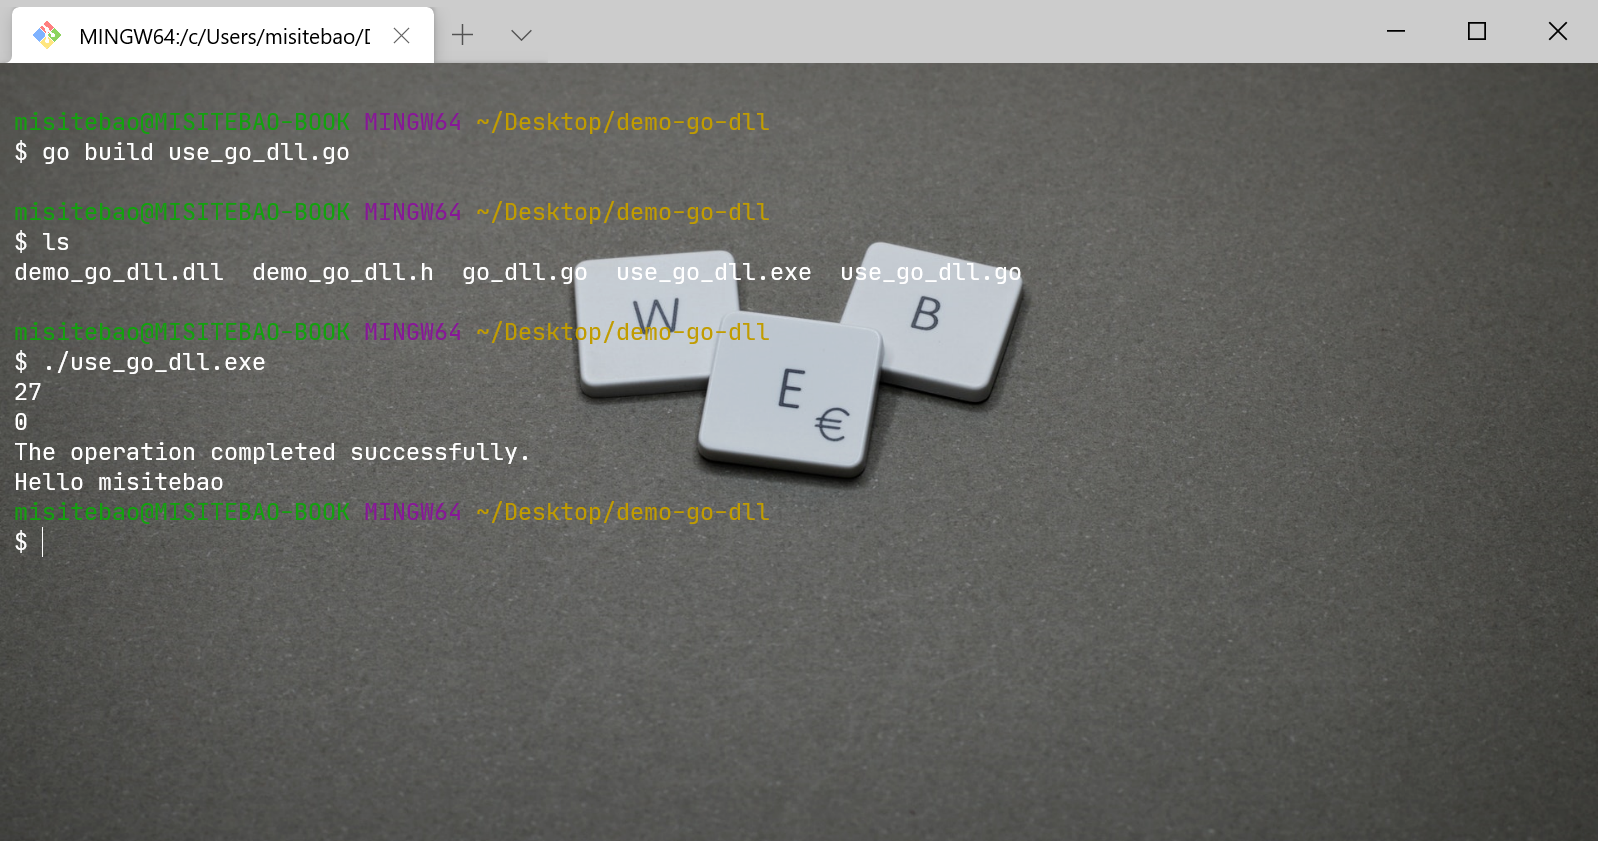 MINGW64:/c/Users/misitebao/D
misitebao@MISITEBAO-BOOK MINGW64 ~/Desktop/demo-go-dll
$ go build use_go_dll.go
misitebao@MISITEBAO-BOOK MINGW64 ~/Desktop/demo-go-dll
$ ls
demo_go_dll.dll  demo_go_dll.h  go_dll.go  use_go_dll.exe  use_go_dll.go
misitebao@MISITEBAO-BOOK MINGW64 ~/Desktop/demo-go-dll
$ ./use_go_dll.exe
27
0
The operation completed successfully.
Hello misitebao
misitebao@MISITEBAO-BOOK MINGW64 ~/Desktop/demo-go-dll
$
W
E €
B